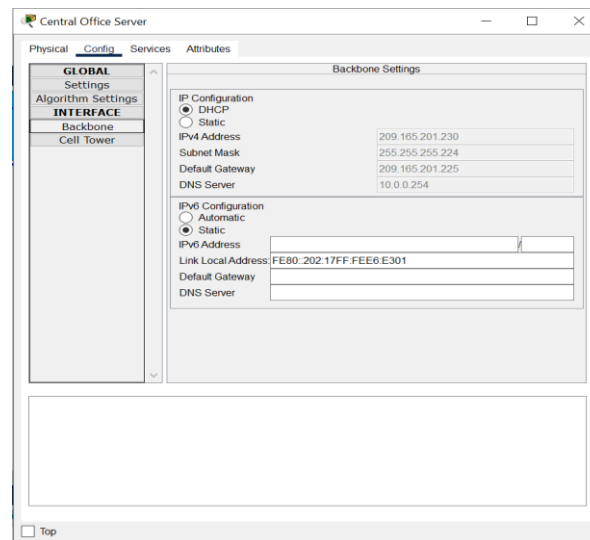 Central Office Server
Physical Config Services Attributes
GLOBAL
Settings
Algorithm Settings
INTERFACE
Backbone
Cell Tower
Backbone Settings
IP Configuration
DHCP
Static
IPv4 Address 209.165.201.230
Subnet Mask 255.255.255.224
Default Gateway 209.165.201.225
DNS Server 10.0.0.254
IPv6 Configuration
Automatic
Static
IPv6 Address /
Link Local Address: FE80::202:17FF:FEE6:E301
Default Gateway
DNS Server
Top